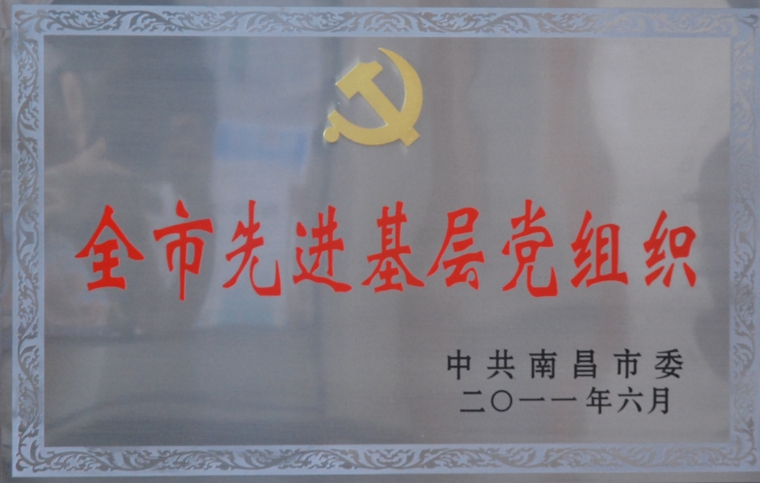 全市先进基层党组织
中共南昌市委
二〇一一年六月